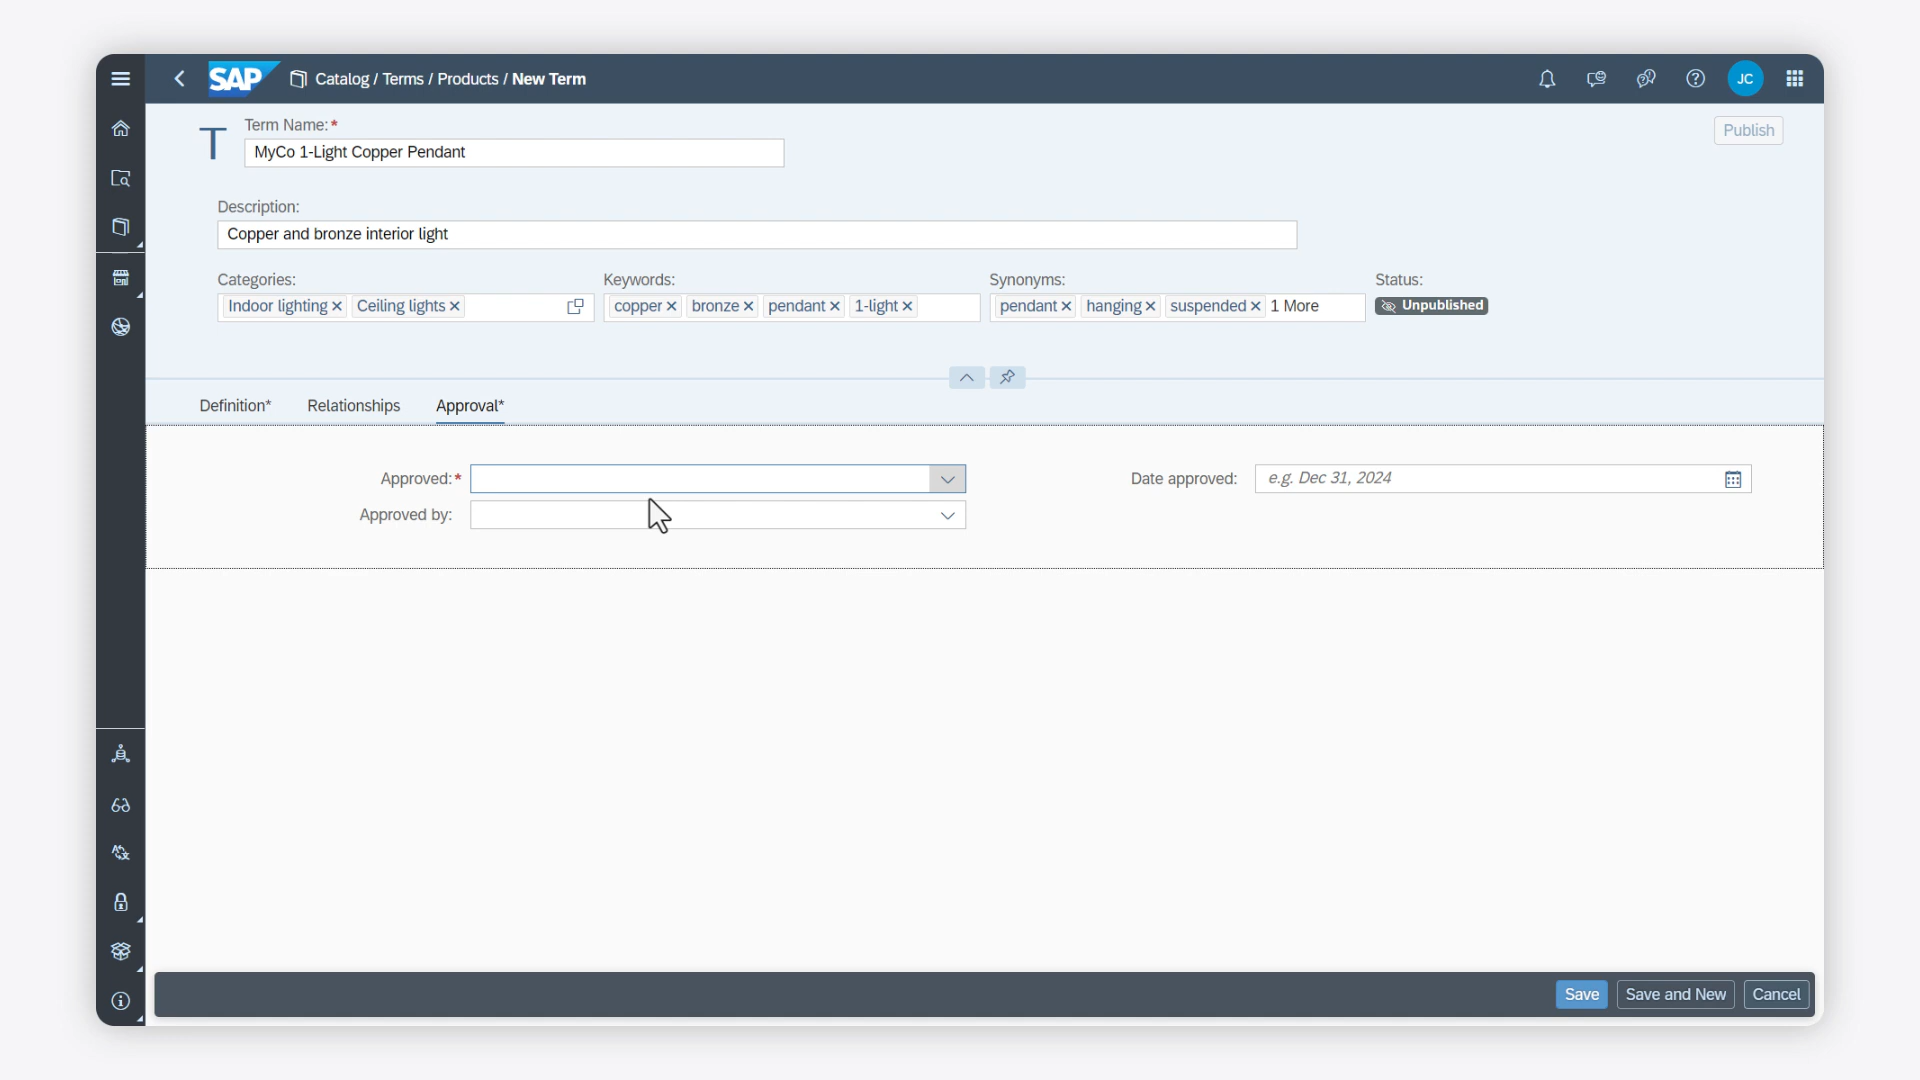 SAP Catalog / Terms / Products / New Term JC
T Term Name:*
MyCo 1-Light Copper Pendant
Publish
Description:
Copper and bronze interior light
Categories: Keywords: Synonyms: Status:
Indoor lighting Ceiling lights copper bronze pendant 1-light pendant hanging suspended 1 More Unpublished
Definition* Relationships Approval*
Approved:* Date approved: e.g. Dec 31, 2024
Approved by:
Save Save and New Cancel